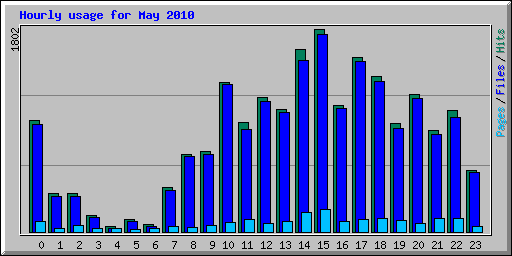 Hourly usage for May 2010
1802
Pages/Files/Hits
0 1 2 3 4 5 6 7 8 9 10 11 12 13 14 15 16 17 18 19 20 21 22 23